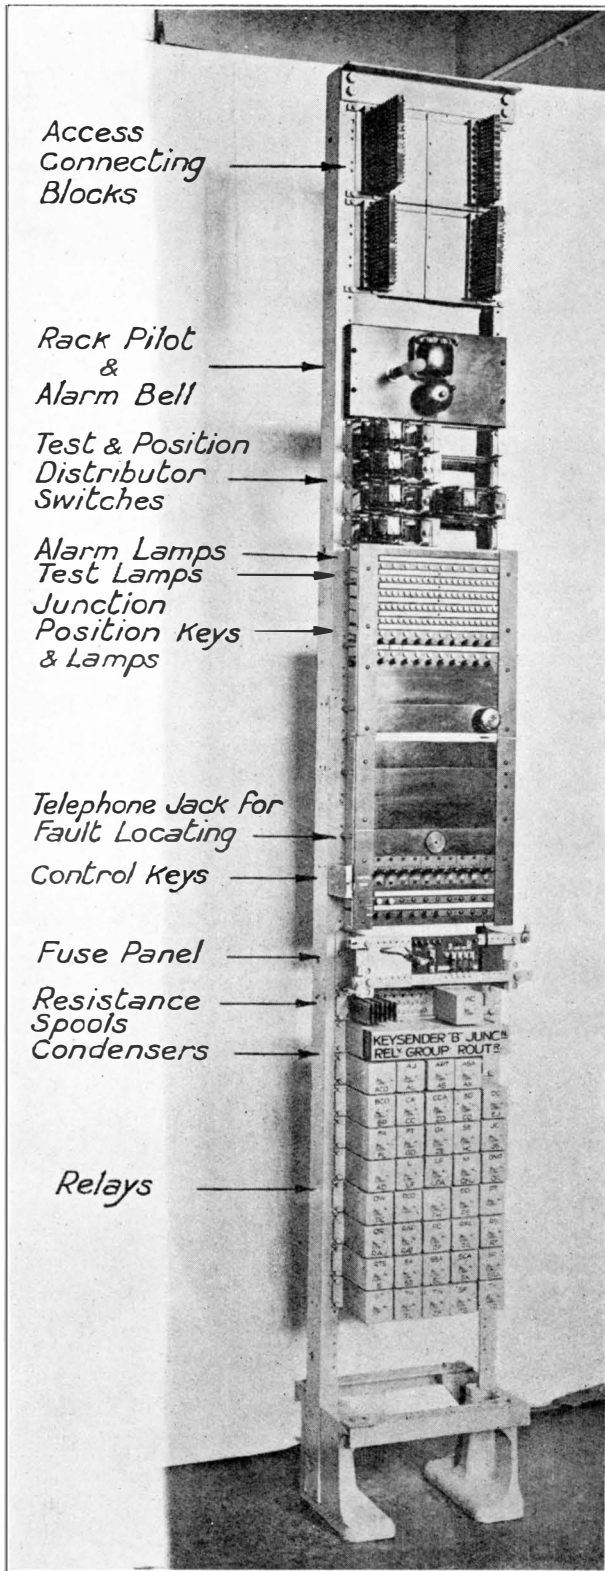 Access
Connecting
Blocks
Rack Pilot
&
Alarm Bell
Test & Position
Distributor
Switches
Alarm Lamps
Test Lamps
Junction
Position Keys
& Lamps
Telephone Jack for
Fault Locating
Control Keys
Fuse Panel
Resistance
Spools
Condensers
KEYSENDER 'B' JUNC
RELY GROUP ROUT
Relays